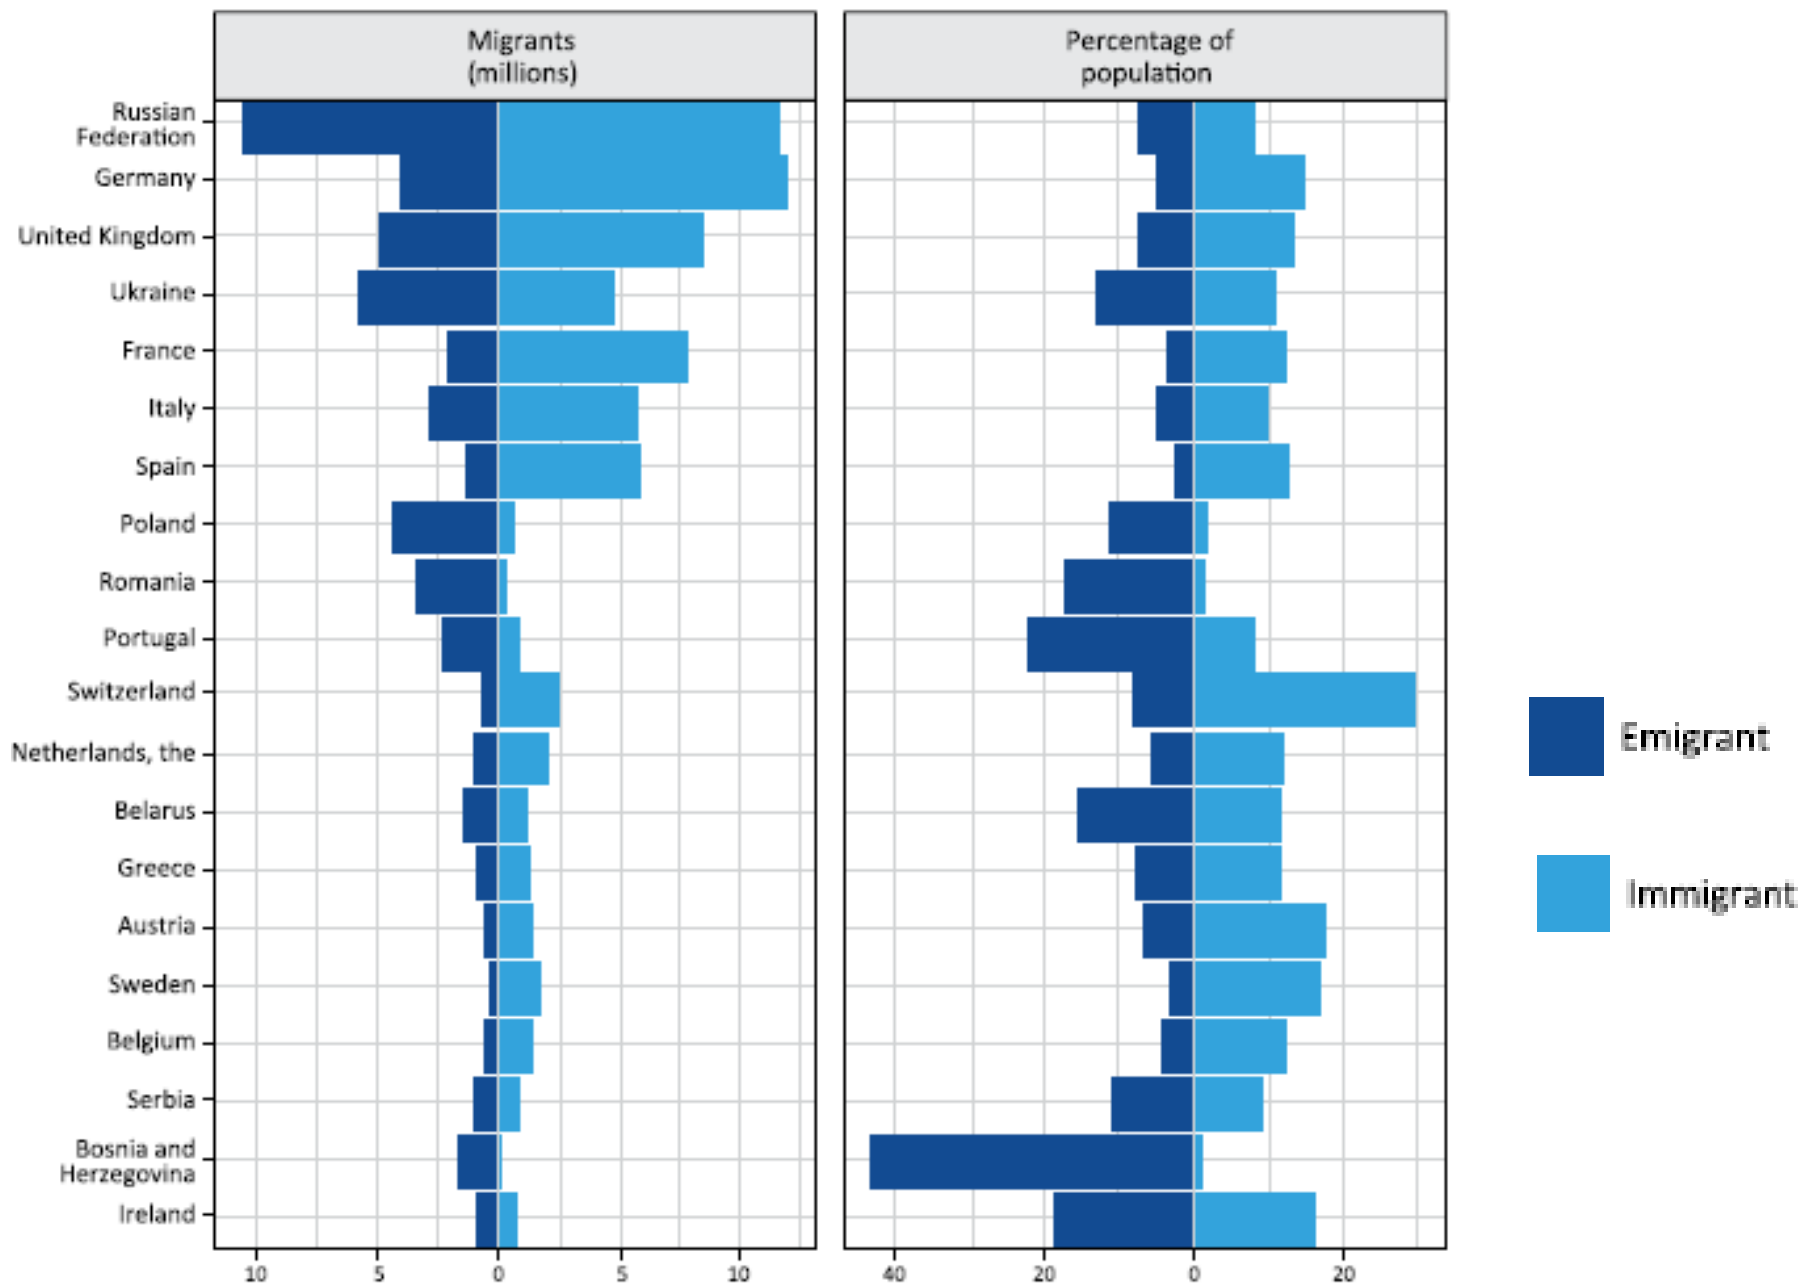 Migrants
(millions)
Percentage of
population
Russian
Federation
Germany
United Kingdom
Ukraine
France
Italy
Spain
Poland
Romania
Portugal
Switzerland
Netherlands, the
Belarus
Greece
Austria
Sweden
Belgium
Serbia
Bosnia and
Herzegovina
Ireland
10 5 0 5 10
40 20 0 20
Emigrant
Immigrant